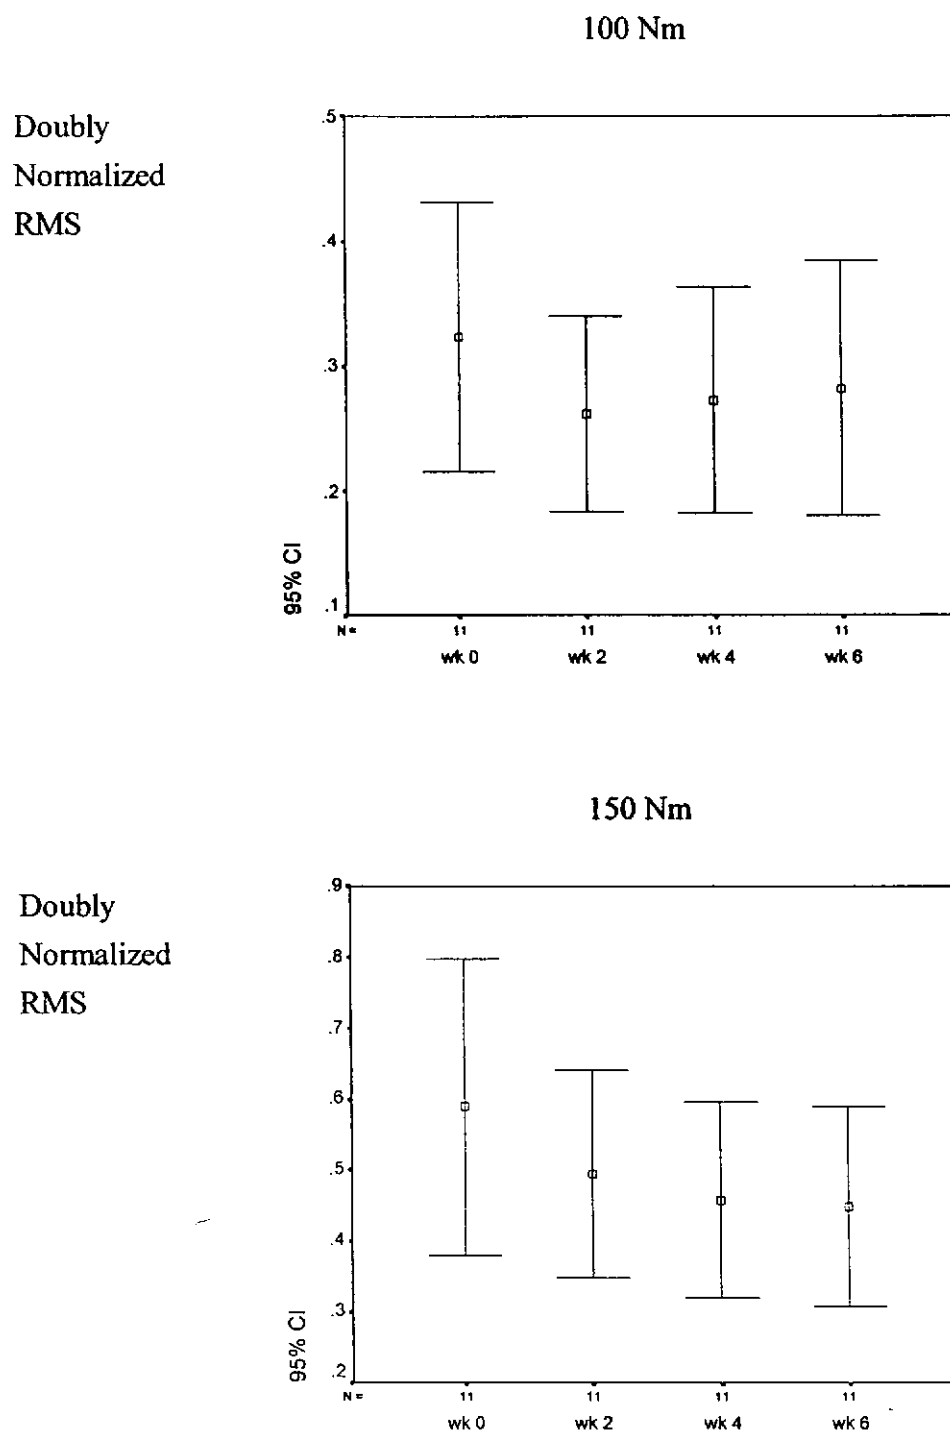 100 Nm
Doubly
Normalized
RMS
95% CI
.5
.4
.3
.2
.1
N = 11 11 11 11
wk 0 wk 2 wk 4 wk 6
150 Nm
Doubly
Normalized
RMS
95% CI
.9
.8
.7
.6
.5
.4
.3
.2
N = 11 11 11 11
wk 0 wk 2 wk 4 wk 6